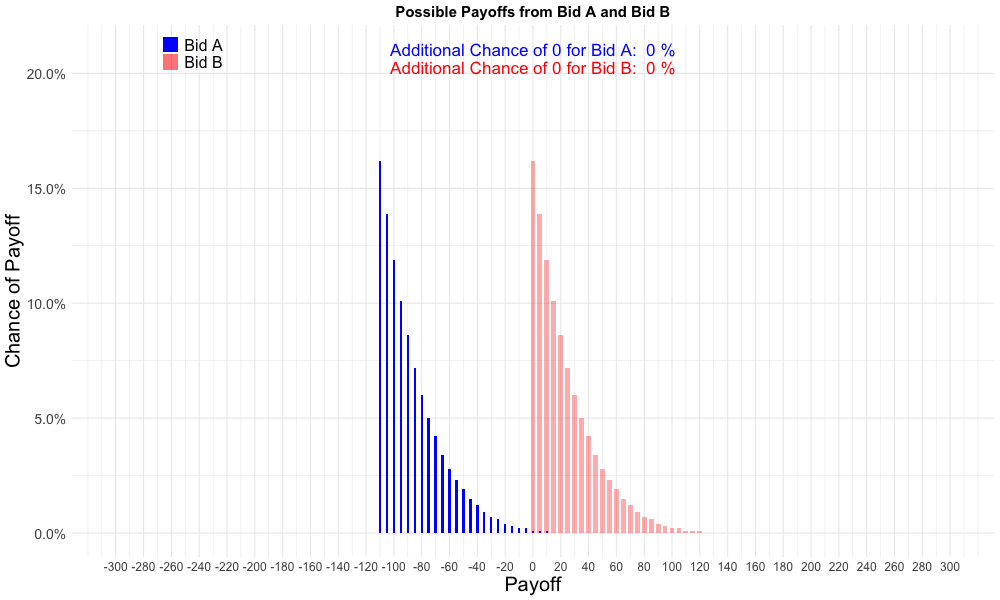 Possible Payoffs from Bid A and Bid B
Bid A
Bid B
Additional Chance of 0 for Bid A:  0 %
Additional Chance of 0 for Bid B:  0 %
Chance of Payoff
20.0%
15.0%
10.0%
5.0%
0.0%
-300 -280 -260 -240 -220 -200 -180 -160 -140 -120 -100 -80 -60 -40 -20 0 20 40 60 80 100 120 140 160 180 200 220 240 260 280 300
Payoff